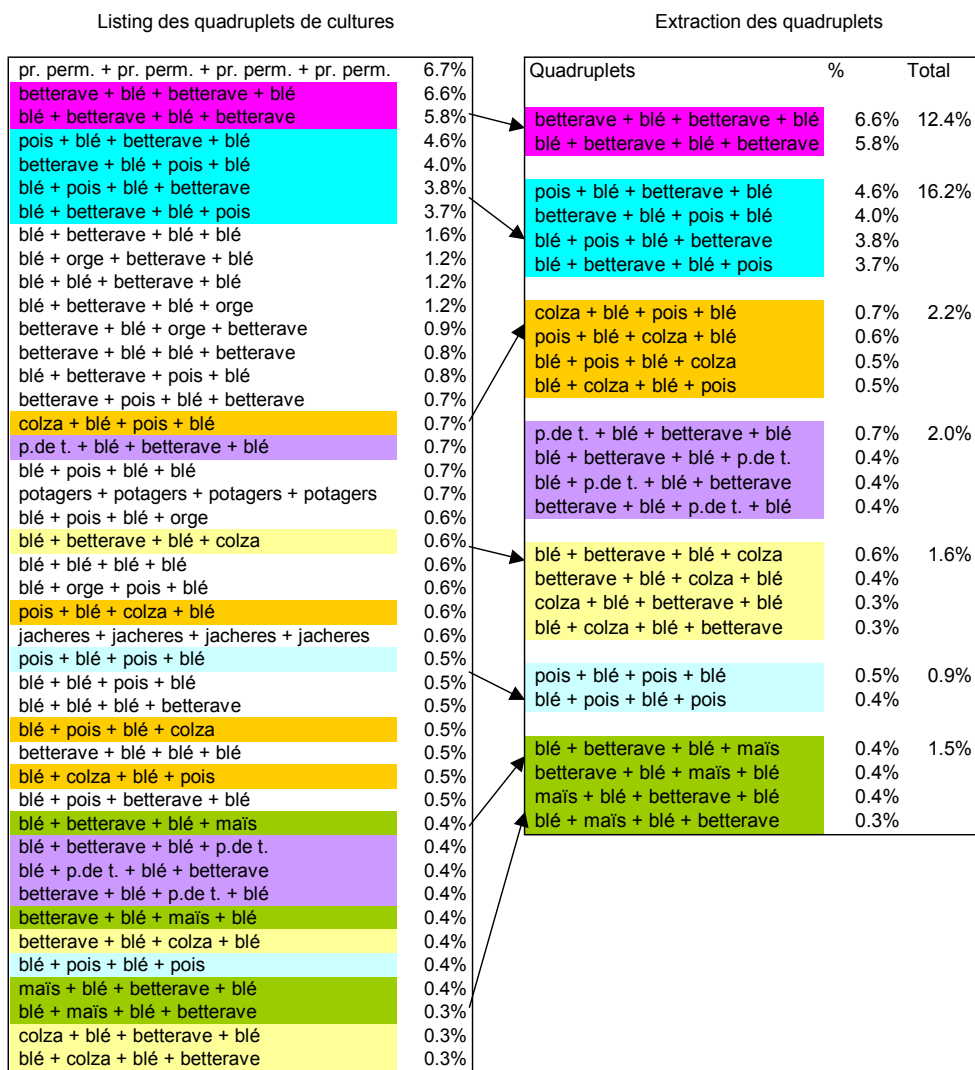 Listing des quadruplets de cultures
pr. perm. + pr. perm. + pr. perm. + pr. perm. 6.7%
betterave + blé + betterave + blé 6.6%
blé + betterave + blé + betterave 5.8%
pois + blé + betterave + blé 4.6%
betterave + blé + pois + blé 4.0%
blé + pois + blé + betterave 3.8%
blé + betterave + blé + pois 3.7%
blé + betterave + blé + blé 1.6%
blé + orge + betterave + blé 1.2%
blé + blé + betterave + blé 1.2%
blé + betterave + blé + orge 1.2%
betterave + blé + orge + betterave 0.9%
betterave + blé + blé + betterave 0.8%
blé + betterave + pois + blé 0.8%
betterave + pois + blé + betterave 0.7%
colza + blé + pois + blé 0.7%
p.de t. + blé + betterave + blé 0.7%
blé + pois + blé + blé 0.7%
potagers + potagers + potagers + potagers 0.7%
blé + pois + blé + orge 0.6%
blé + betterave + blé + colza 0.6%
blé + blé + blé + blé 0.6%
blé + orge + pois + blé 0.6%
pois + blé + colza + blé 0.6%
jacheres + jacheres + jacheres + jacheres 0.6%
pois + blé + pois + blé 0.5%
blé + blé + pois + blé 0.5%
blé + blé + blé + betterave 0.5%
blé + pois + blé + colza 0.5%
betterave + blé + blé + blé 0.5%
blé + colza + blé + pois 0.5%
blé + pois + betterave + blé 0.5%
blé + betterave + blé + maïs 0.4%
blé + betterave + blé + p.de t. 0.4%
blé + p.de t. + blé + betterave 0.4%
betterave + blé + p.de t. + blé 0.4%
betterave + blé + maïs + blé 0.4%
betterave + blé + colza + blé 0.4%
blé + pois + blé + pois 0.4%
maïs + blé + betterave + blé 0.4%
blé + maïs + blé + betterave 0.3%
colza + blé + betterave + blé 0.3%
blé + colza + blé + betterave 0.3%
Extraction des quadruplets
Quadruplets % Total
betterave + blé + betterave + blé 6.6% 12.4%
blé + betterave + blé + betterave 5.8%
pois + blé + betterave + blé 4.6% 16.2%
betterave + blé + pois + blé 4.0%
blé + pois + blé + betterave 3.8%
blé + betterave + blé + pois 3.7%
colza + blé + pois + blé 0.7% 2.2%
pois + blé + colza + blé 0.6%
blé + pois + blé + colza 0.5%
blé + colza + blé + pois 0.5%
p.de t. + blé + betterave + blé 0.7% 2.0%
blé + betterave + blé + p.de t. 0.4%
blé + p.de t. + blé + betterave 0.4%
betterave + blé + p.de t. + blé 0.4%
blé + betterave + blé + colza 0.6% 1.6%
betterave + blé + colza + blé 0.4%
colza + blé + betterave + blé 0.3%
blé + colza + blé + betterave 0.3%
pois + blé + pois + blé 0.5% 0.9%
blé + pois + blé + pois 0.4%
blé + betterave + blé + maïs 0.4% 1.5%
betterave + blé + maïs + blé 0.4%
maïs + blé + betterave + blé 0.4%
blé + maïs + blé + betterave 0.3%